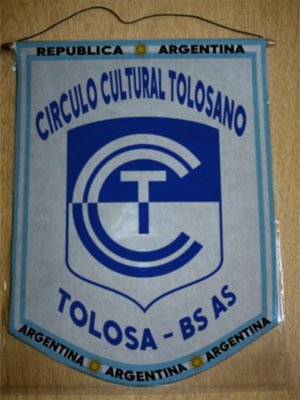 REPUBLICA ARGENTINA
CIRCULO CULTURAL TOLOSANO
CCT
TOLOSA - BS AS
ARGENTINA ARGENTINA ARGENTINA